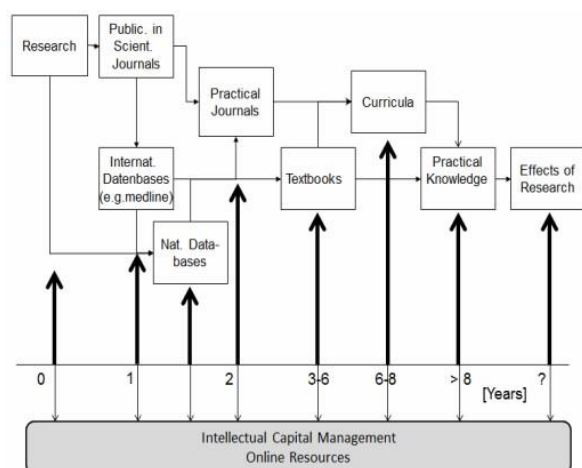 Research
Public. in
Scient.
Journals
Practical
Journals
Curricula
Internat.
Datenbases
(e.g.medline)
Textbooks
Practical
Knowledge
Effects of
Research
Nat. Data-
bases
0
1
2
3-6
6-8
> 8
?
[Years]
Intellectual Capital Management
Online Resources